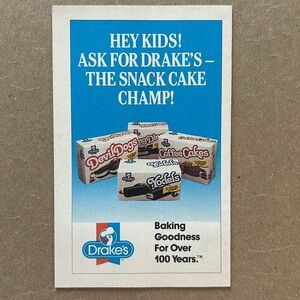 HEY KIDS!
ASK FOR DRAKE'S –
THE SNACK CAKE
CHAMP!
Devil Dogs
Coffee Cakes
Yodels
Drake's
Baking
Goodness
For Over
100 Years.™